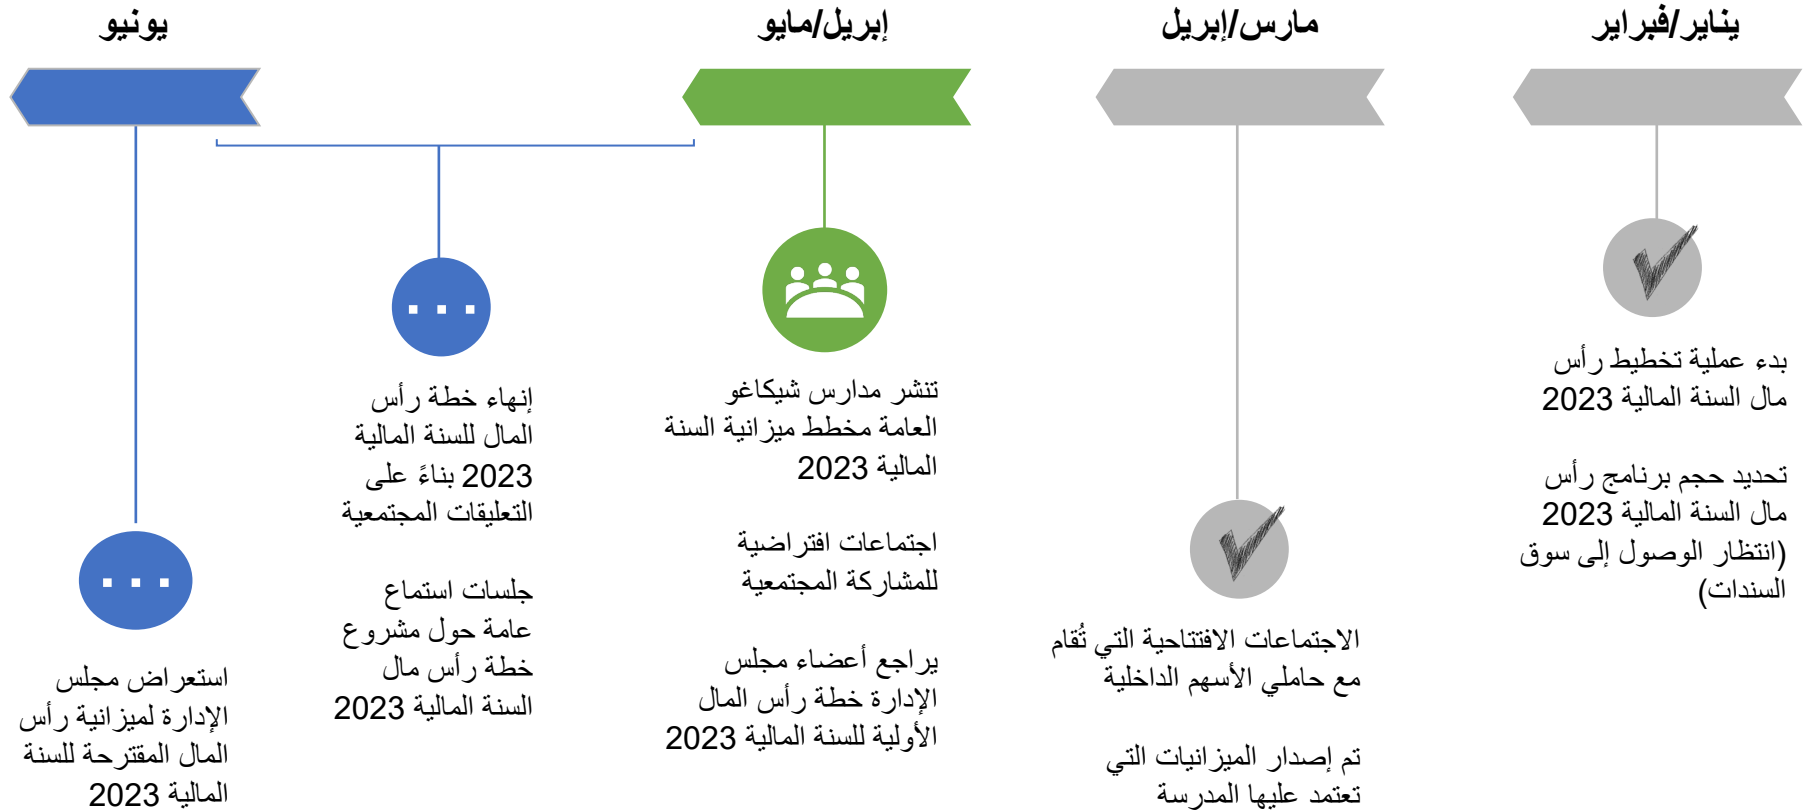 يناير/فبراير
مارس/إبريل
إبريل/مايو
يونيو
بدء عملية تخطيط رأس
مال السنة المالية 2023
تحديد حجم برنامج رأس
مال السنة المالية 2023
(انتظار الوصول إلى سوق
السندات)
الاجتماعات الافتتاحية التي تُقام
مع حاملي الأسهم الداخلية
تم إصدار الميزانيات التي
تعتمد عليها المدرسة
تنشر مدارس شيكاغو
العامة مخطط ميزانية السنة
المالية 2023
اجتماعات افتراضية
للمشاركة المجتمعية
يراجع أعضاء مجلس
الإدارة خطة رأس المال
الأولية للسنة المالية 2023
إنهاء خطة رأس
المال للسنة المالية
2023 بناءً على
التعليقات المجتمعية
جلسات استماع
عامة حول مشروع
خطة رأس مال
السنة المالية 2023
استعراض مجلس
الإدارة لميزانية رأس
المال المقترحة للسنة
المالية 2023